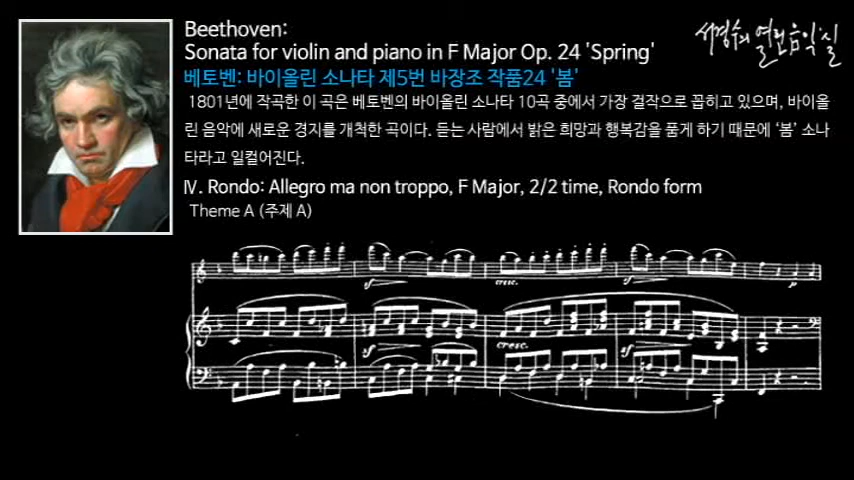 Beethoven:
Sonata for violin and piano in F Major Op. 24 'Spring'
서경수의 열린음악실
베토벤: 바이올린 소나타 제5번 바장조 작품24 '봄'
1801년에 작곡한 이 곡은 베토벤의 바이올린 소나타 10곡 중에서 가장 걸작으로 꼽히고 있으며, 바이올
린 음악에 새로운 경지를 개척한 곡이다. 듣는 사람에서 밝은 희망과 행복감을 품게 하기 때문에 ‘봄’ 소나
타라고 일컬어진다.
Ⅳ. Rondo: Allegro ma non troppo, F Major, 2/2 time, Rondo form
Theme A (주제 A)
sf cresc. sf p
sf cresc. sf